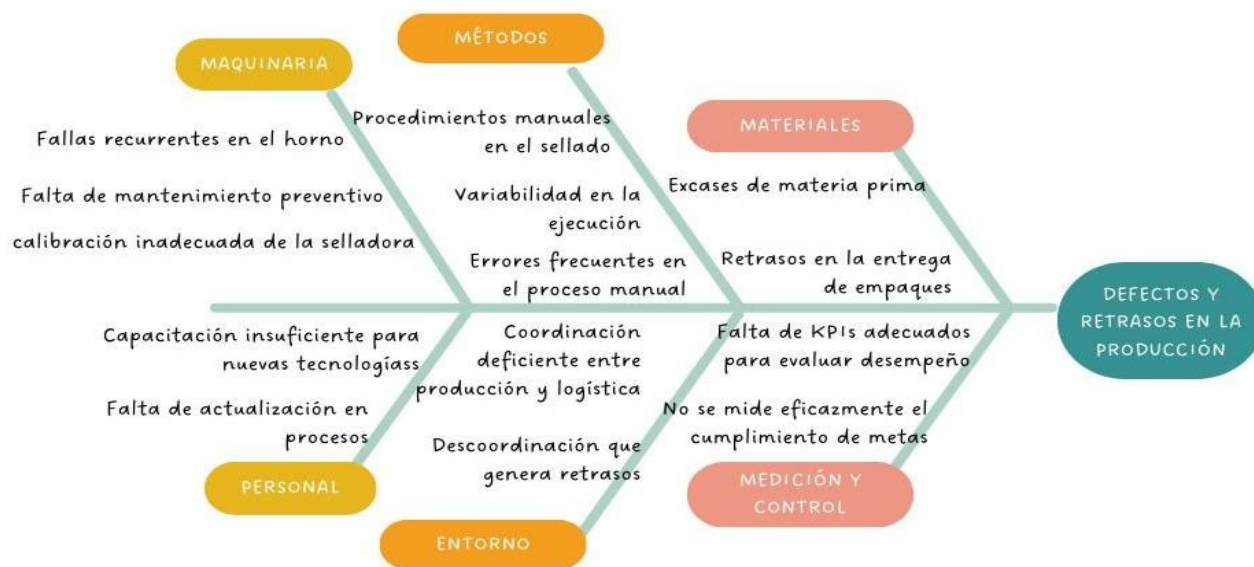 MÉTODOS
MAQUINARIA
Procedimientos manuales
en el sellado
MATERIALES
Fallas recurrentes en el horno
Excases de materia prima
Falta de mantenimiento preventivo
Variabilidad en la
ejecución
calibración inadecuada de la selladora
Errores frecuentes en
el proceso manual
Retrasos en la entrega
de empaques
DEFECTOS Y
RETRASOS EN LA
PRODUCCIÓN
Capacitación insuficiente para
nuevas tecnologíass
Coordinación
deficiente entre
producción y logística
Falta de KPIs adecuados
para evaluar desempeño
Falta de actualización en
procesos
No se mide eficazmente el
cumplimiento de metas
Descoordinación que
genera retrasos
PERSONAL
MEDICIÓN Y
CONTROL
ENTORNO